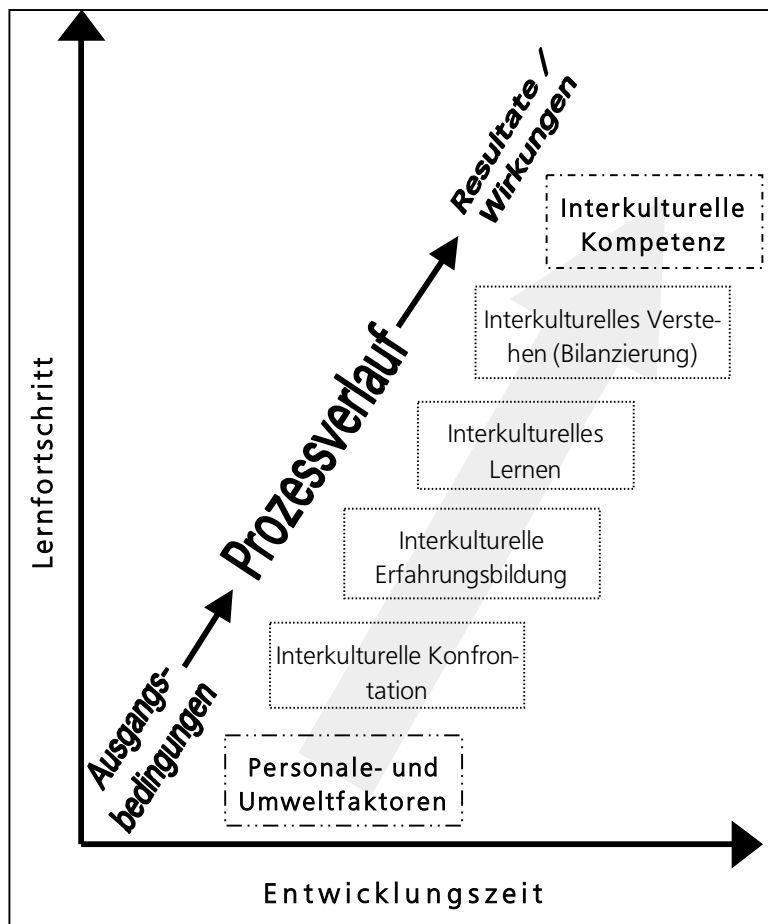 Resultate /
Wirkungen
Interkulturelle
Kompetenz
Interkulturelles Verste-
hen (Bilanzierung)
Prozessverlauf
Interkulturelles
Lernen
Lernfortschritt
Interkulturelle
Erfahrungsbildung
Interkulturelle Konfron-
tation
Ausgangs-
bedingungen
Personale- und
Umweltfaktoren
Entwicklungszeit